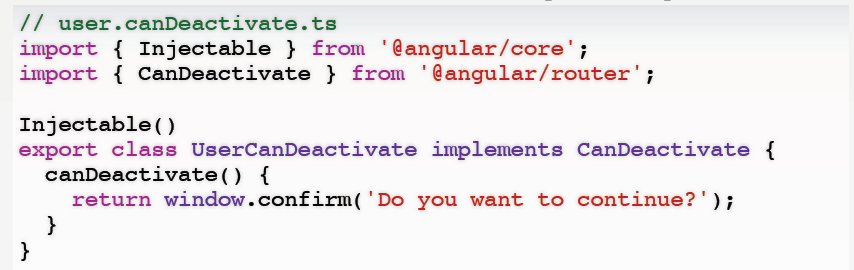 // user.canDeactivate.ts
import { Injectable } from '@angular/core';
import { CanDeactivate } from '@angular/router';

Injectable()
export class UserCanDeactivate implements CanDeactivate {
  canDeactivate() {
    return window.confirm('Do you want to continue?');
  }
}